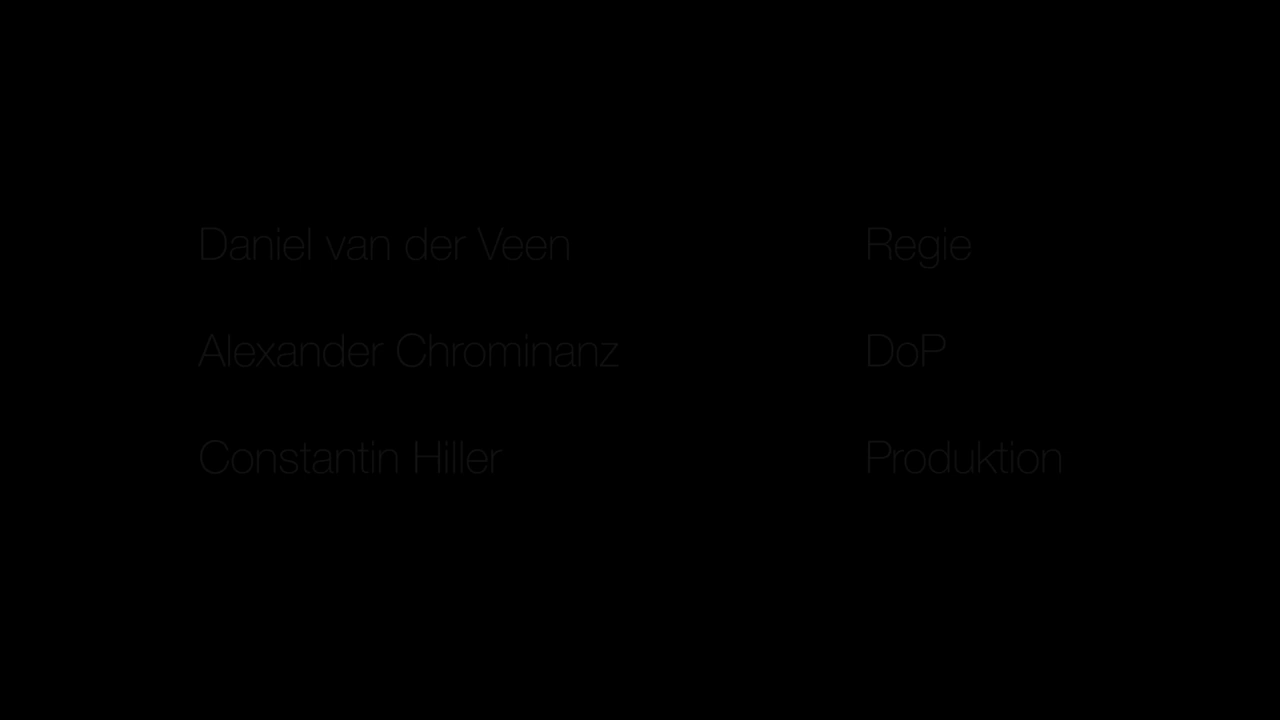 Daniel van der Veen Regie
Alexander Chrominanz DoP
Constantin Hiller Produktion